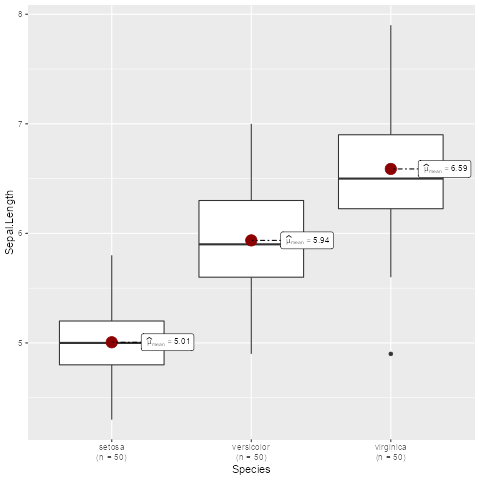 8
7
6
5
Sepal.Length
μ̂mean = 6.59
μ̂mean = 5.94
μ̂mean = 5.01
setosa
(n = 50)
versicolor
(n = 50)
virginica
(n = 50)
Species